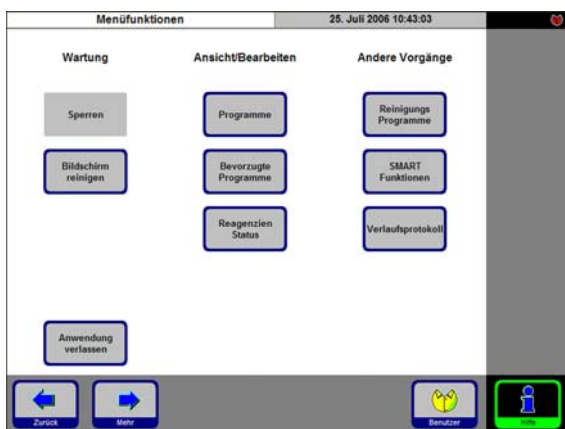 Menüfunktionen
25. Juli 2006 10:43:03
Wartung
Ansicht/Bearbeiten
Andere Vorgänge
Sperren
Programme
Reinigungs
Programme
Bildschirm
reinigen
Bevorzugte
Programme
SMART
Funktionen
Reagenzien
Status
Verlaufsprotokoll
Anwendung
verlassen
Zurück
Mehr
Benutzer
Hilfe